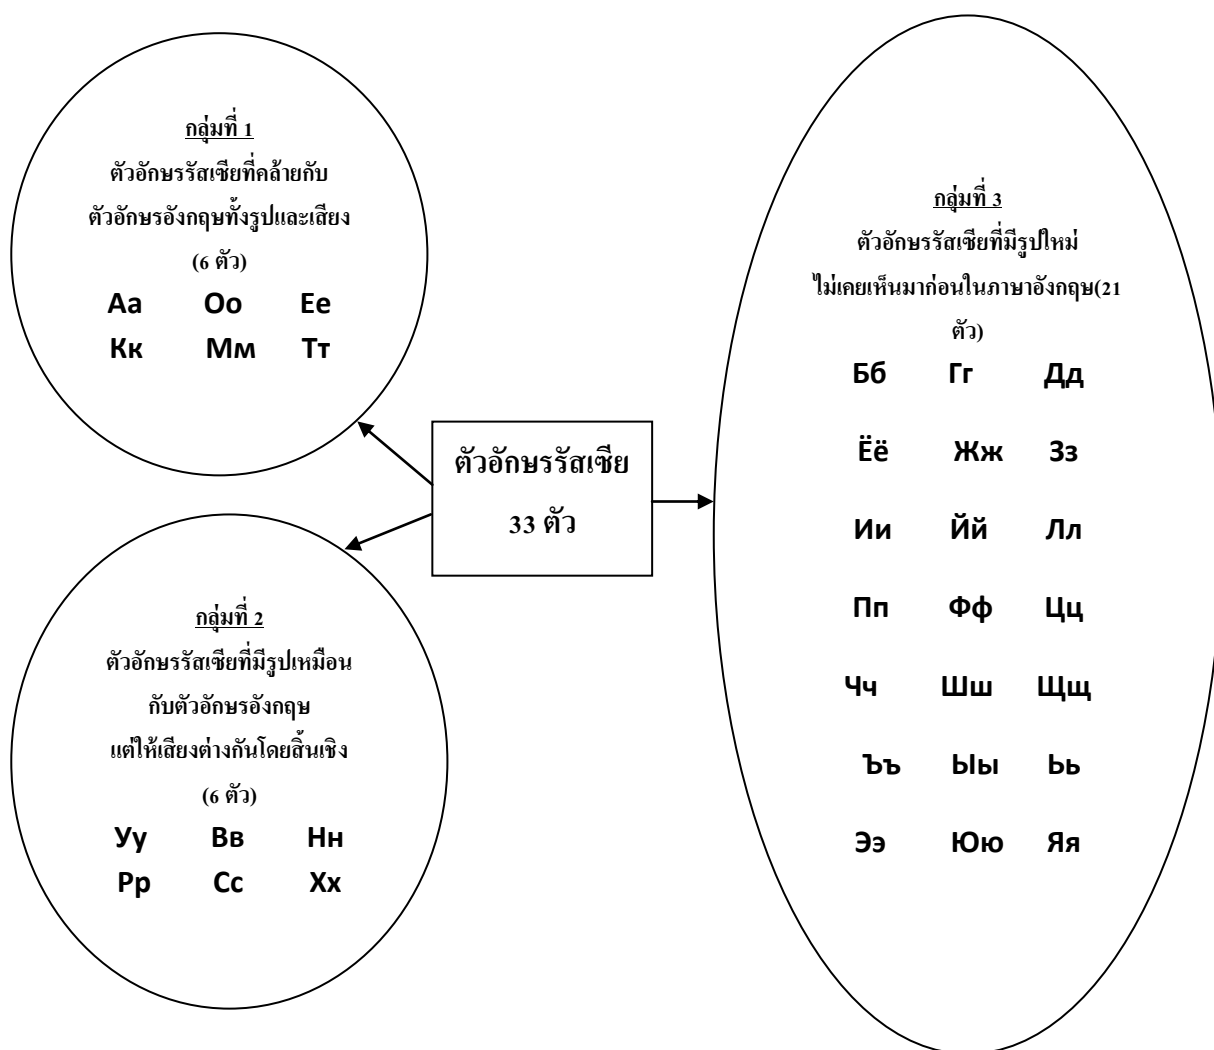 กลุ่มที่ 1
ตัวอักษรรัสเซียที่คล้ายกับ
ตัวอักษรอังกฤษทั้งรูปและเสียง
(6 ตัว)
Аа Оо Ее
Кк Мм Тт
ตัวอักษรรัสเซีย
33 ตัว
กลุ่มที่ 2
ตัวอักษรรัสเซียที่มีรูปเหมือน
กับตัวอักษรอังกฤษ
แต่ให้เสียงต่างกันโดยสิ้นเชิง
(6 ตัว)
Уу Вв Нн
Рр Сс Хх
กลุ่มที่ 3
ตัวอักษรรัสเซียที่มีรูปใหม่
ไม่เคยเห็นมาก่อนในภาษาอังกฤษ(21
ตัว)
Бб Гг Дд
Ёё Жж Зз
Ии Йй Лл
Пп Фф Цц
Чч Шш Щщ
Ъъ Ыы Ьь
Ээ Юю Яя